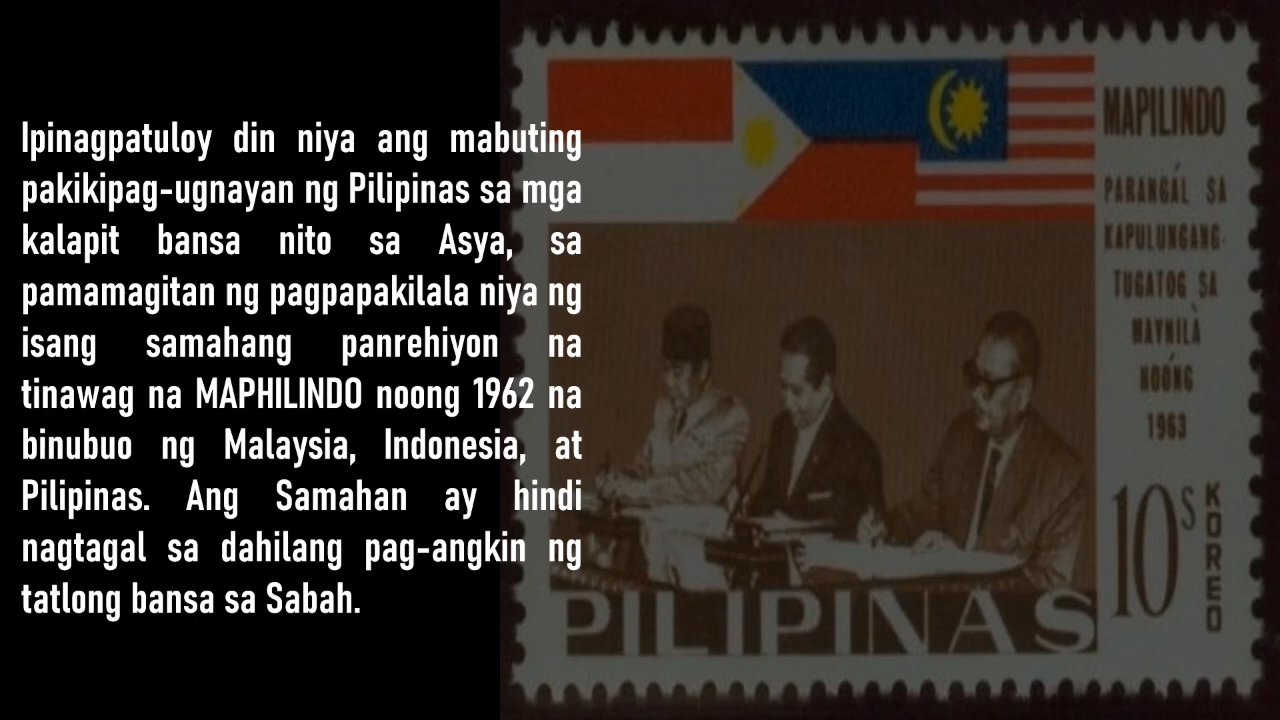 Ipinagpatuloy din niya ang mabuting
pakikipag-ugnayan ng Pilipinas sa mga
kalapit bansa nito sa Asya, sa
pamamagitan ng pagpapakilala niya ng
isang samahang panrehiyon na
tinawag na MAPHILINDO noong 1962 na
binubuo ng Malaysia, Indonesia, at
Pilipinas. Ang Samahan ay hindi
nagtagal sa dahilang pag-angkin ng
tatlong bansa sa Sabah.
MAPILINDO
PARANGÁL SA
KAPULUNGANG-
TUGATOG SA
MAYNILÀ
NOÓNG
1963
10s
KOREO
PILIPINAS